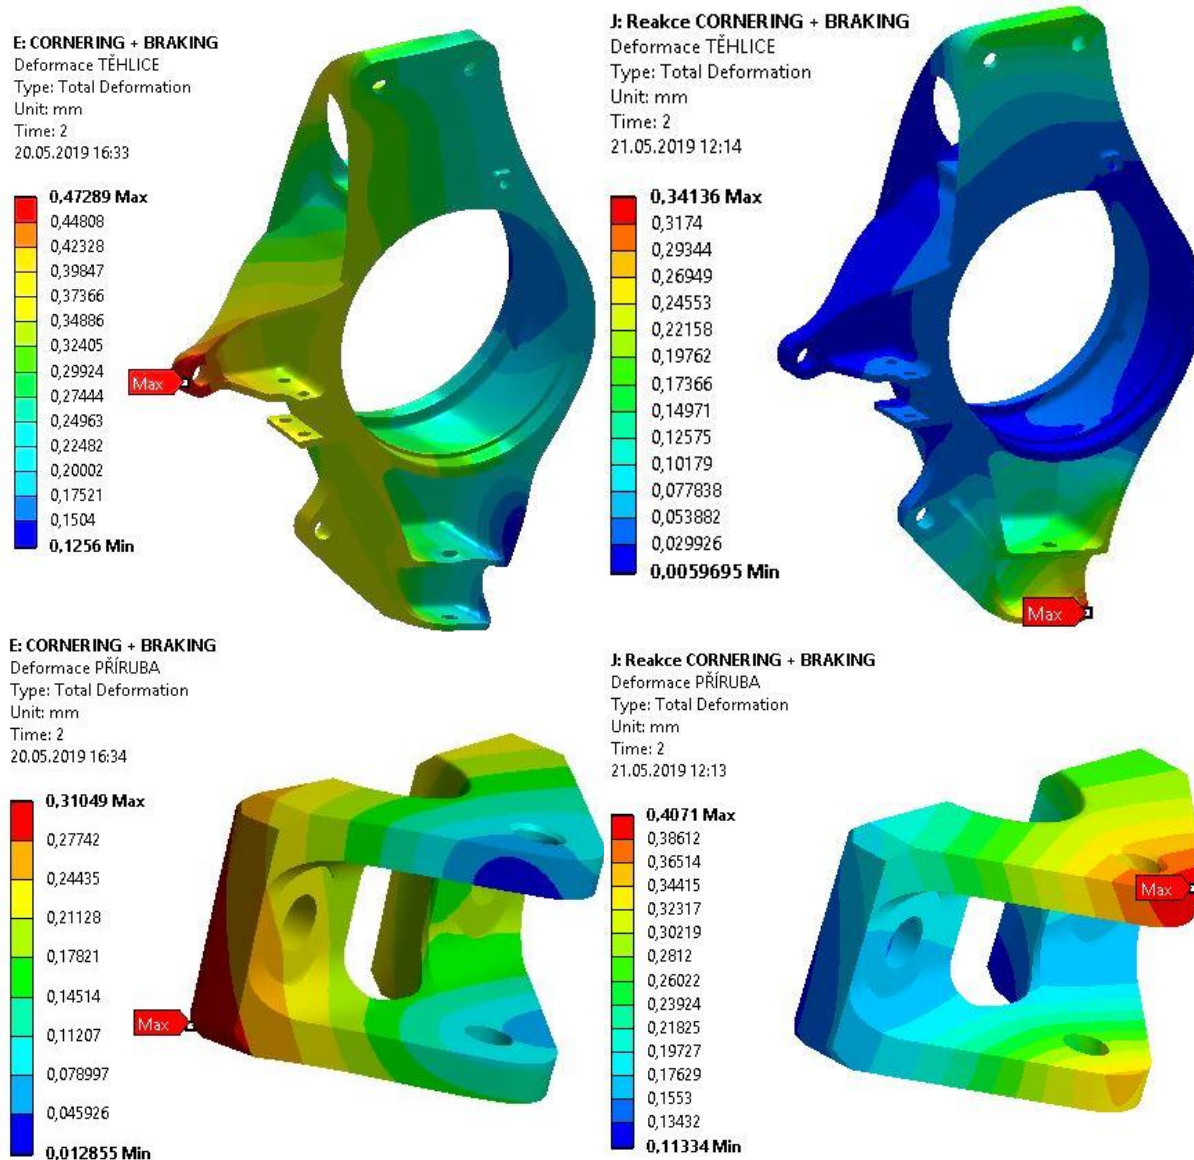 E: CORNERING + BRAKING
Deformace TĚHLICE
Type: Total Deformation
Unit: mm
Time: 2
20.05.2019 16:33
0,47289 Max
0,44808
0,42328
0,39847
0,37366
0,34886
0,32405
0,29924
0,27444
0,24963
0,22482
0,20002
0,17521
0,1504
0,1256 Min
Max
J: Reakce CORNERING + BRAKING
Deformace TĚHLICE
Type: Total Deformation
Unit: mm
Time: 2
21.05.2019 12:14
0,34136 Max
0,3174
0,29344
0,26949
0,24553
0,22158
0,19762
0,17366
0,14971
0,12575
0,10179
0,077838
0,053882
0,029926
0,0059695 Min
Max
E: CORNERING + BRAKING
Deformace PŘÍRUBA
Type: Total Deformation
Unit: mm
Time: 2
20.05.2019 16:34
0,31049 Max
0,27742
0,24435
0,21128
0,17821
0,14514
0,11207
0,078997
0,045926
0,012855 Min
Max
J: Reakce CORNERING + BRAKING
Deformace PŘÍRUBA
Type: Total Deformation
Unit: mm
Time: 2
21.05.2019 12:13
0,4071 Max
0,38612
0,36514
0,34415
0,32317
0,30219
0,2812
0,26022
0,23924
0,21825
0,19727
0,17629
0,1553
0,13432
0,11334 Min
Max